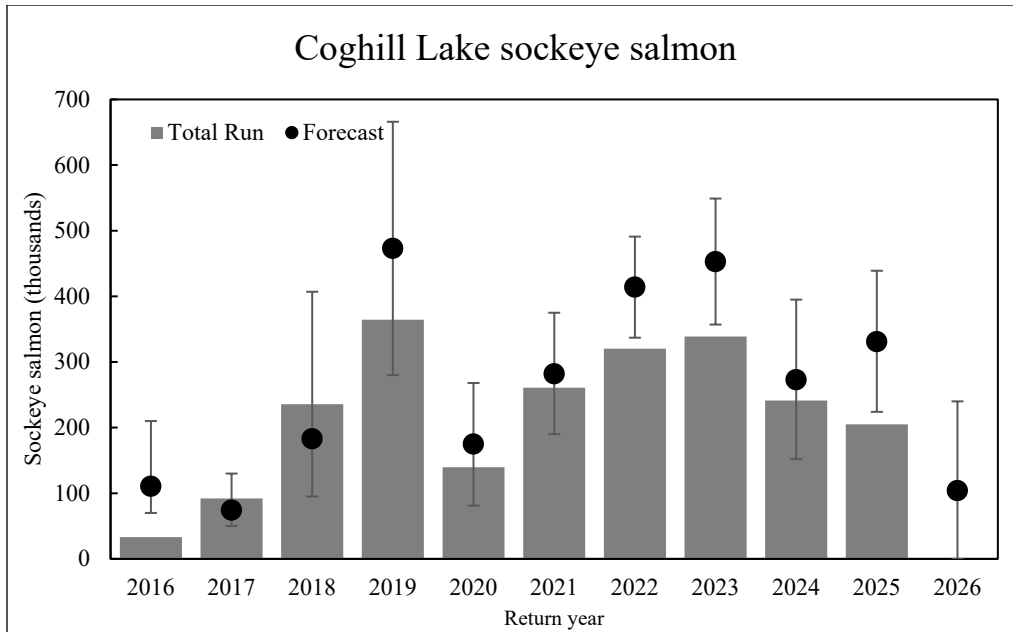 Coghill Lake sockeye salmon
700
600
500
400
300
200
100
0
Sockeye salmon (thousands)
Total Run Forecast
2016 2017 2018 2019 2020 2021 2022 2023 2024 2025 2026
Return year